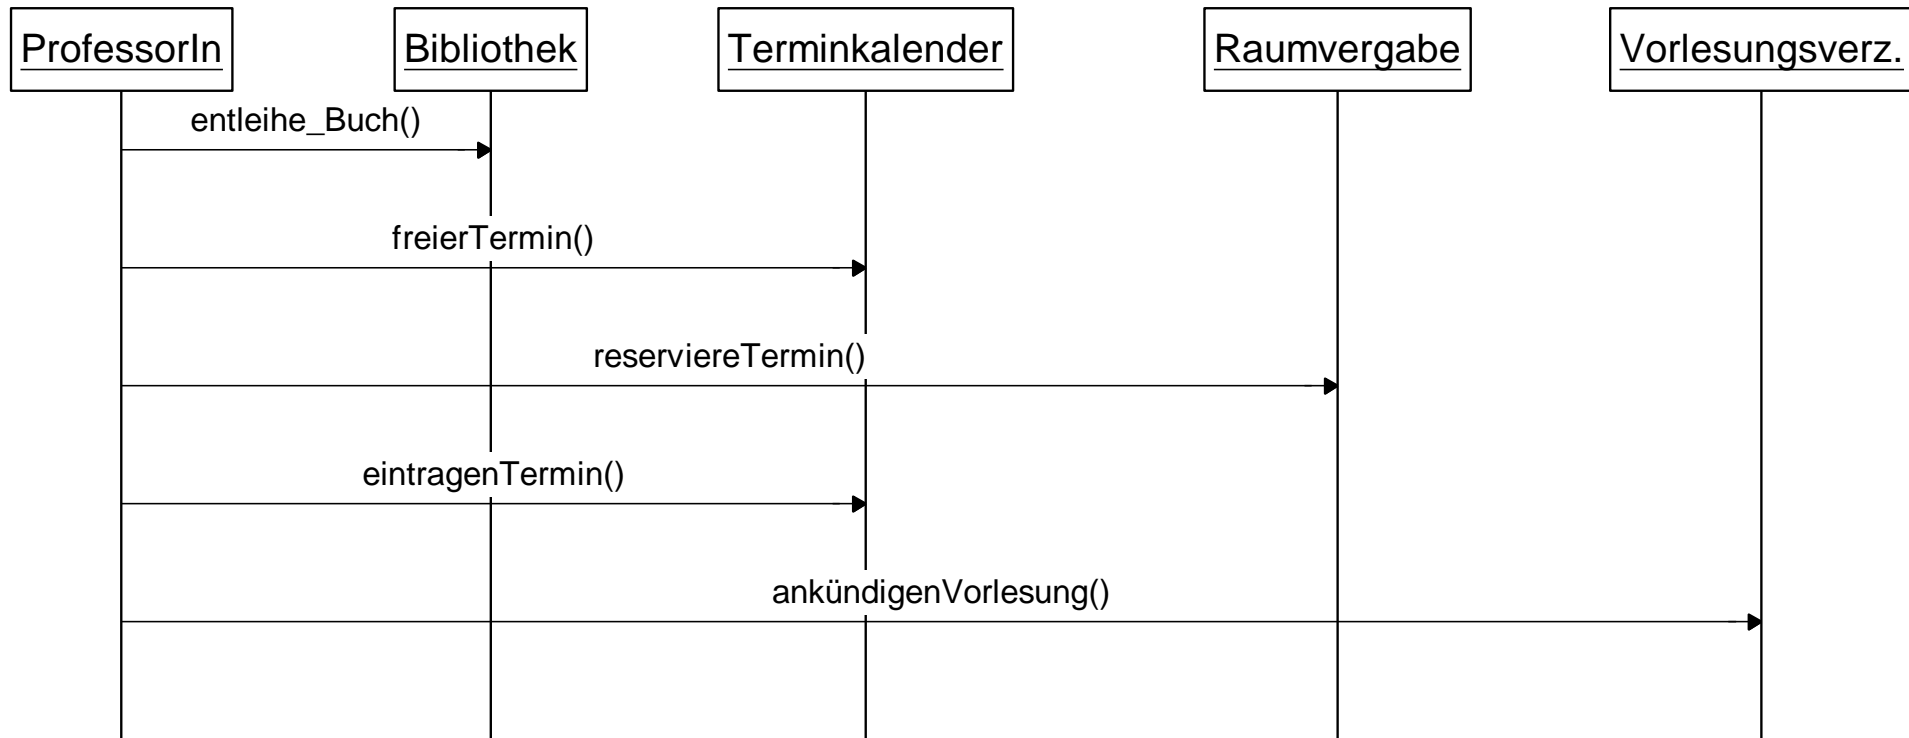 ProfessorIn
Bibliothek
Terminkalender
Raumvergabe
Vorlesungsverz.
entleihe_Buch()
freierTermin()
reserviereTermin()
eintragenTermin()
ankündigenVorlesung()